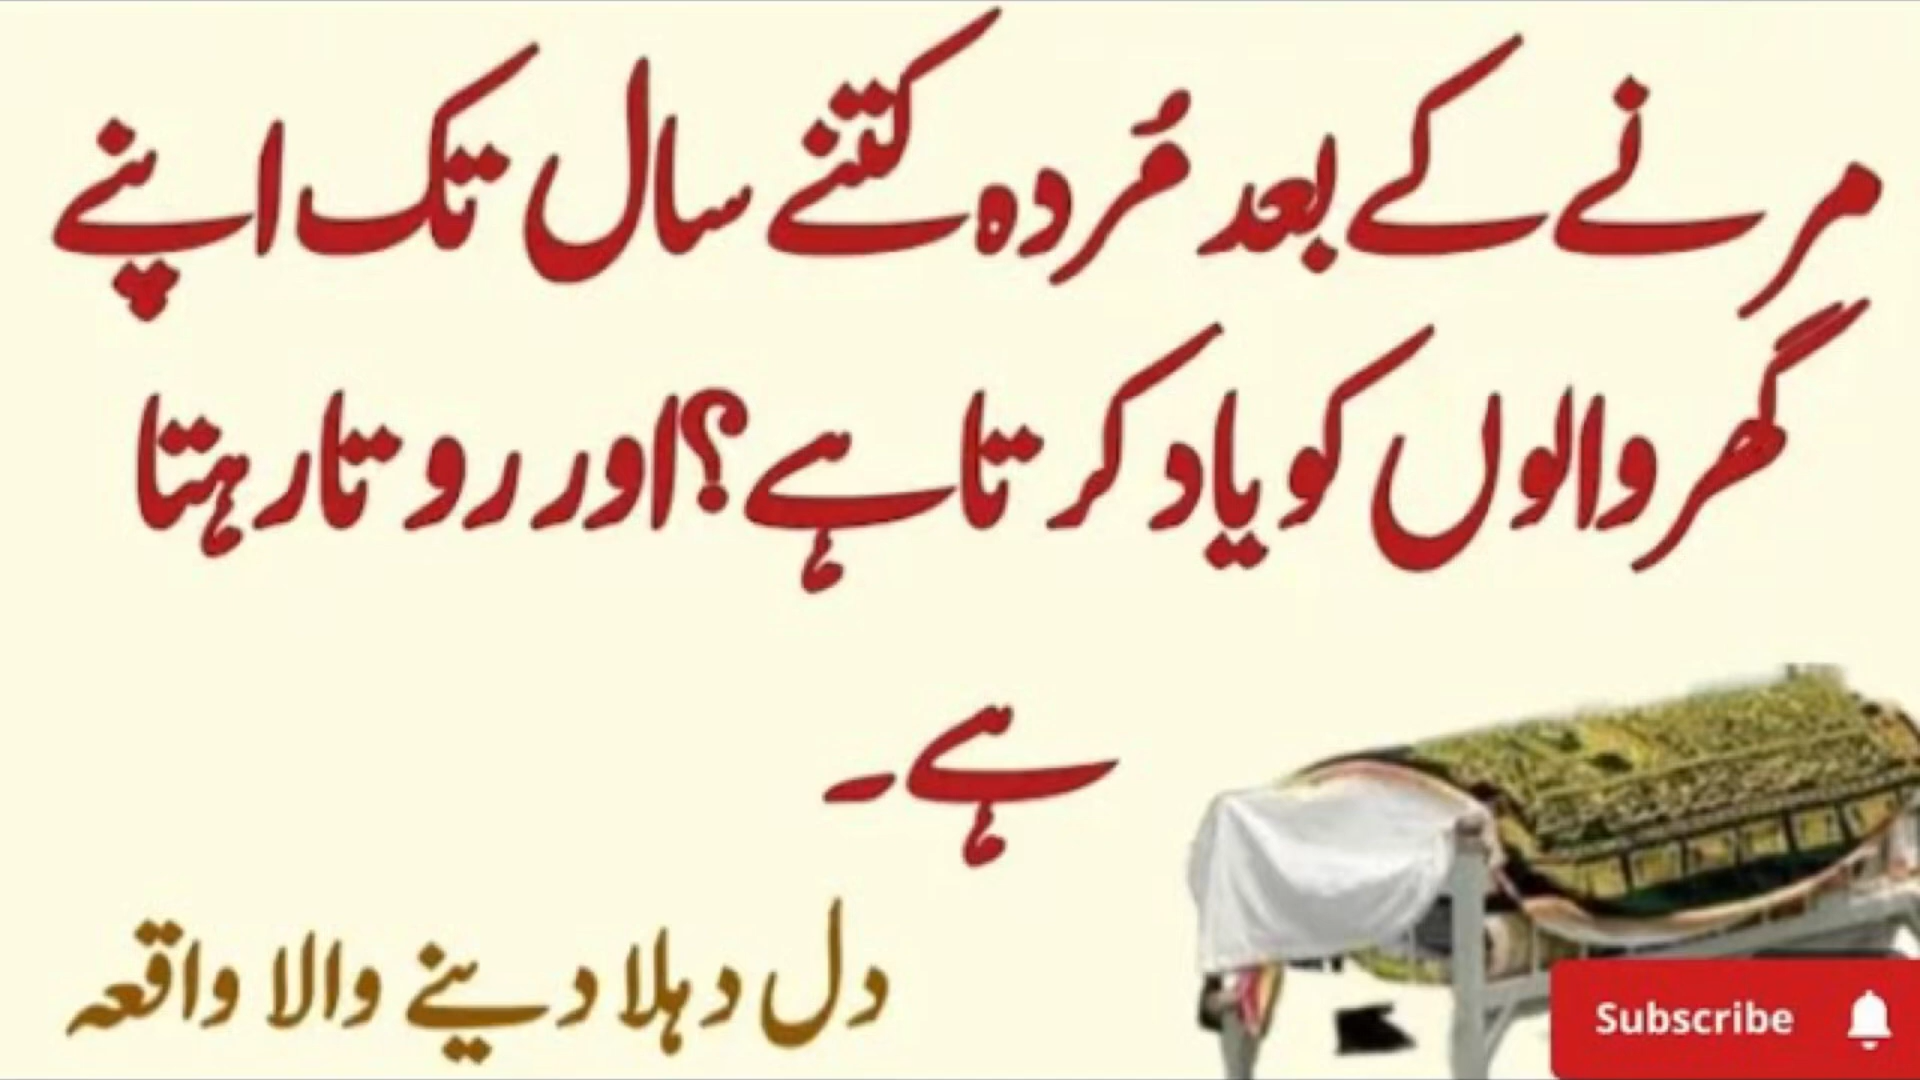 مرنے کے بعد مُردہ کتنے سال تک اپنے
گھر والوں کو یاد کرتا ہے؟ اور روتا رہتا
ہے۔
دل دہلا دینے والا واقعہ
Subscribe